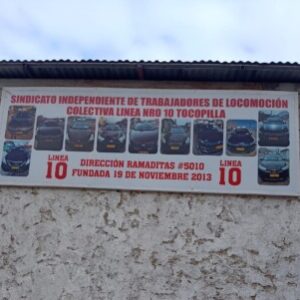 SINDICATO INDEPENDIENTE DE TRABAJADORES DE LOCOMOCIÓN
COLECTIVA LINEA NRO 10 TOCOPILLA
LINEA
10
DIRECCIÓN RAMADITAS #5010
FUNDADA 19 DE NOVIEMBRE 2013
LINEA
10